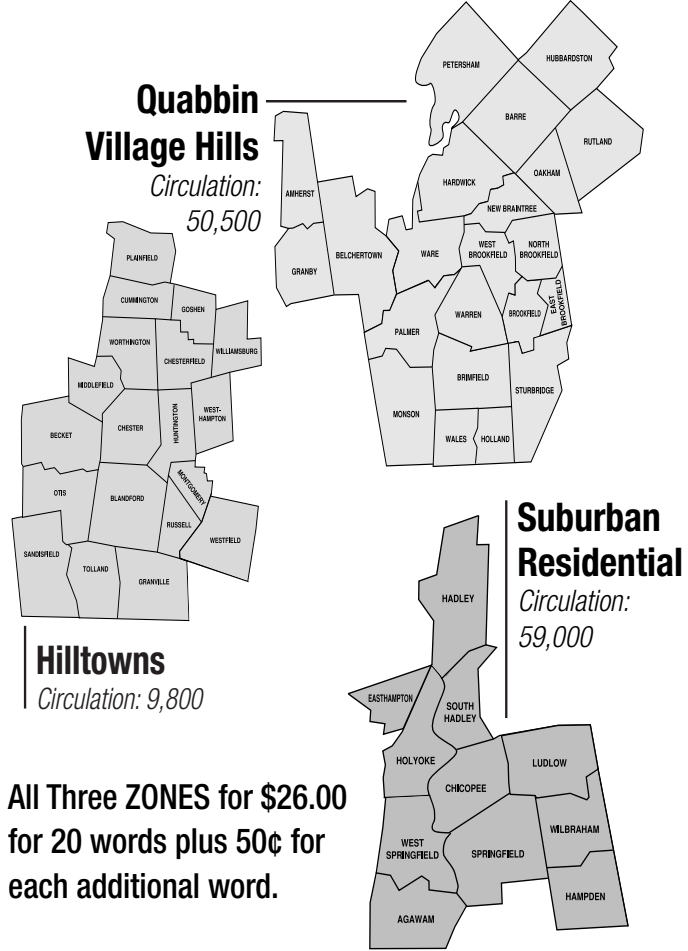 Quabbin
Village Hills
Circulation:
50,500
PETERSHAM
HUBBARDSTON
BARRE
RUTLAND
HARDWICK
OAKHAM
NEW BRAINTREE
AMHERST
GRANBY
BELCHERTOWN
WARE
WEST
BROOKFIELD
NORTH
BROOKFIELD
EAST
BROOKFIELD
BROOKFIELD
WARREN
PALMER
BRIMFIELD
STURBRIDGE
MONSON
WALES
HOLLAND
PLAINFIELD
CUMMINGTON
GOSHEN
WORTHINGTON
CHESTERFIELD
WILLIAMSBURG
MIDDLEFIELD
BECKET
CHESTER
HUNTINGTON
WEST-
HAMPTON
OTIS
BLANDFORD
MONTGOMERY
RUSSELL
WESTFIELD
SANDISFIELD
TOLLAND
GRANVILLE
Hilltowns
Circulation: 9,800
Suburban
Residential
Circulation:
59,000
HADLEY
EASTHAMPTON
SOUTH
HADLEY
HOLYOKE
CHICOPEE
LUDLOW
WEST
SPRINGFIELD
SPRINGFIELD
WILBRAHAM
HAMPDEN
AGAWAM
All Three ZONES for $26.00
for 20 words plus 50¢ for
each additional word.